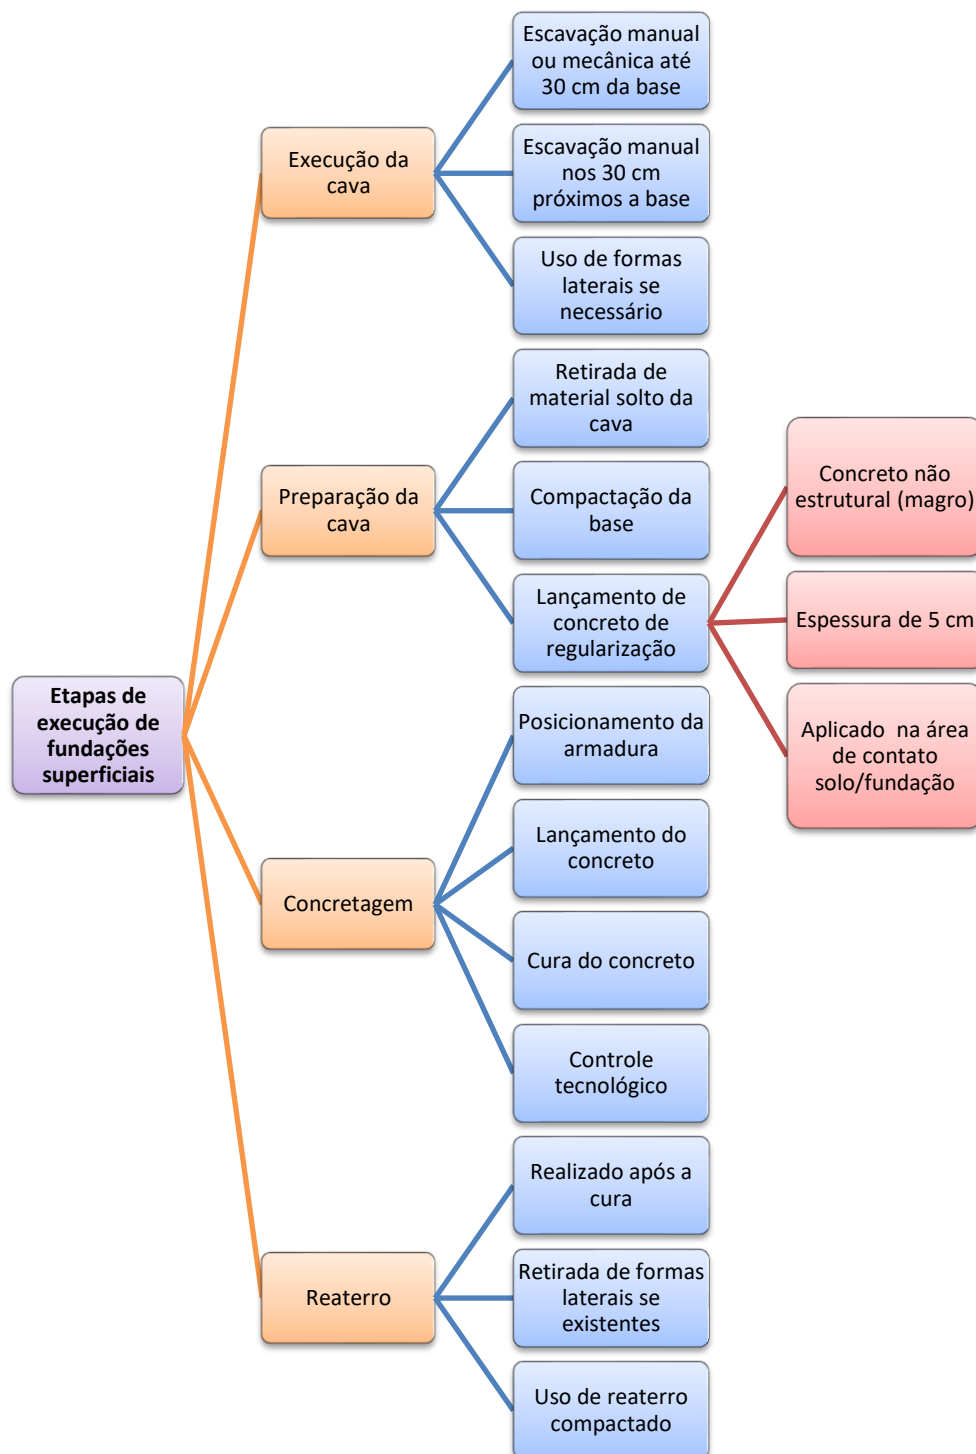 Etapas de
execução de
fundações
superficiais
Execução da
cava
Escavação manual
ou mecânica até
30 cm da base
Escavação manual
nos 30 cm
próximos a base
Uso de formas
laterais se
necessário
Preparação da
cava
Retirada de
material solto da
cava
Compactação da
base
Lançamento de
concreto de
regularização
Concreto não
estrutural (magro)
Espessura de 5 cm
Aplicado na área
de contato
solo/fundação
Concretagem
Posicionamento da
armadura
Lançamento do
concreto
Cura do concreto
Controle
tecnológico
Reaterro
Realizado após a
cura
Retirada de formas
laterais se
existentes
Uso de reaterro
compactado